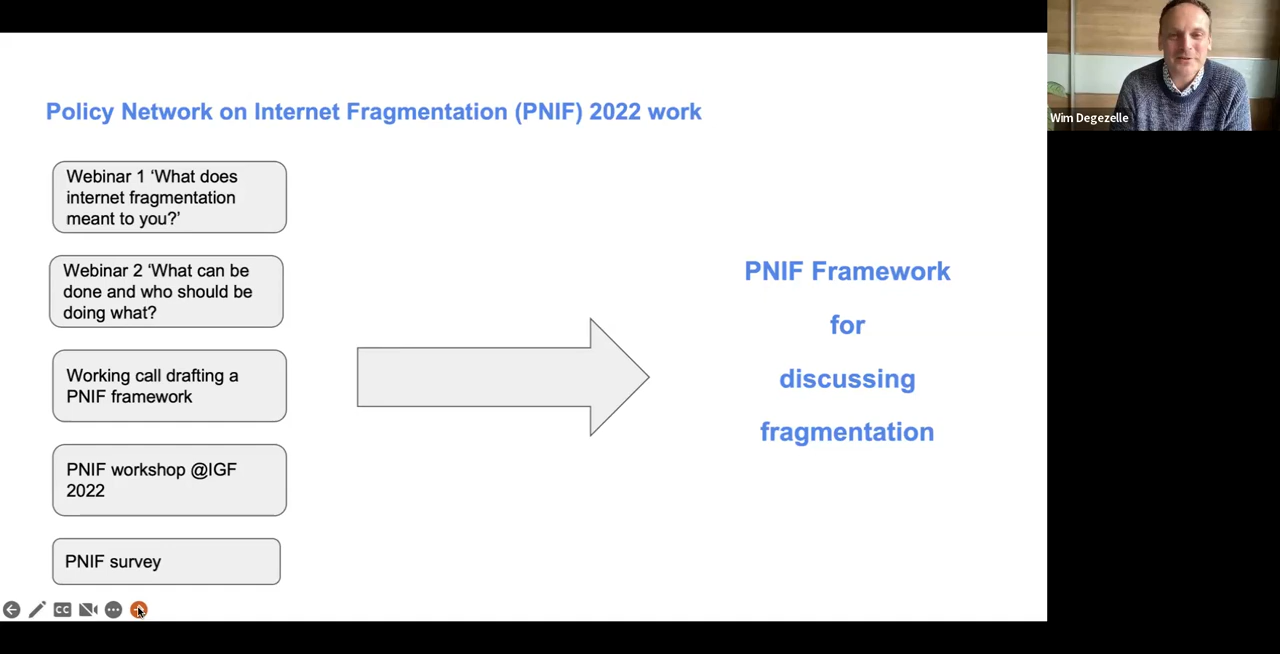 Policy Network on Internet Fragmentation (PNIF) 2022 work
Webinar 1 ‘What does
internet fragmentation
meant to you?’
Webinar 2 ‘What can be
done and who should be
doing what?
Working call drafting a
PNIF framework
PNIF workshop @IGF
2022
PNIF survey
PNIF Framework
for
discussing
fragmentation
CC
Wim Degezelle